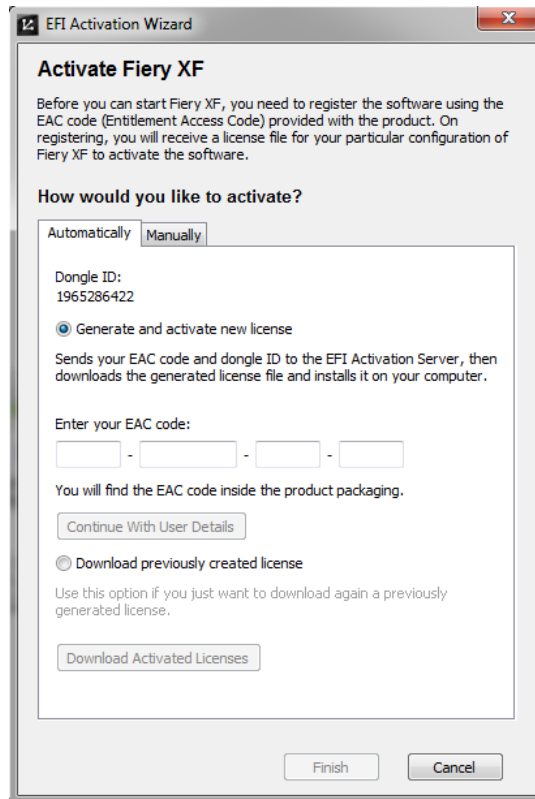 EFI Activation Wizard
Activate Fiery XF
Before you can start Fiery XF, you need to register the software using the
EAC code (Entitlement Access Code) provided with the product. On
registering, you will receive a license file for your particular configuration of
Fiery XF to activate the software.
How would you like to activate?
Automatically Manually
Dongle ID:
1965286422
Generate and activate new license
Sends your EAC code and dongle ID to the EFI Activation Server, then
downloads the generated license file and installs it on your computer.
Enter your EAC code:
- - -
You will find the EAC code inside the product packaging.
Continue With User Details
Download previously created license
Use this option if you just want to download again a previously
generated license.
Download Activated Licenses
Finish Cancel